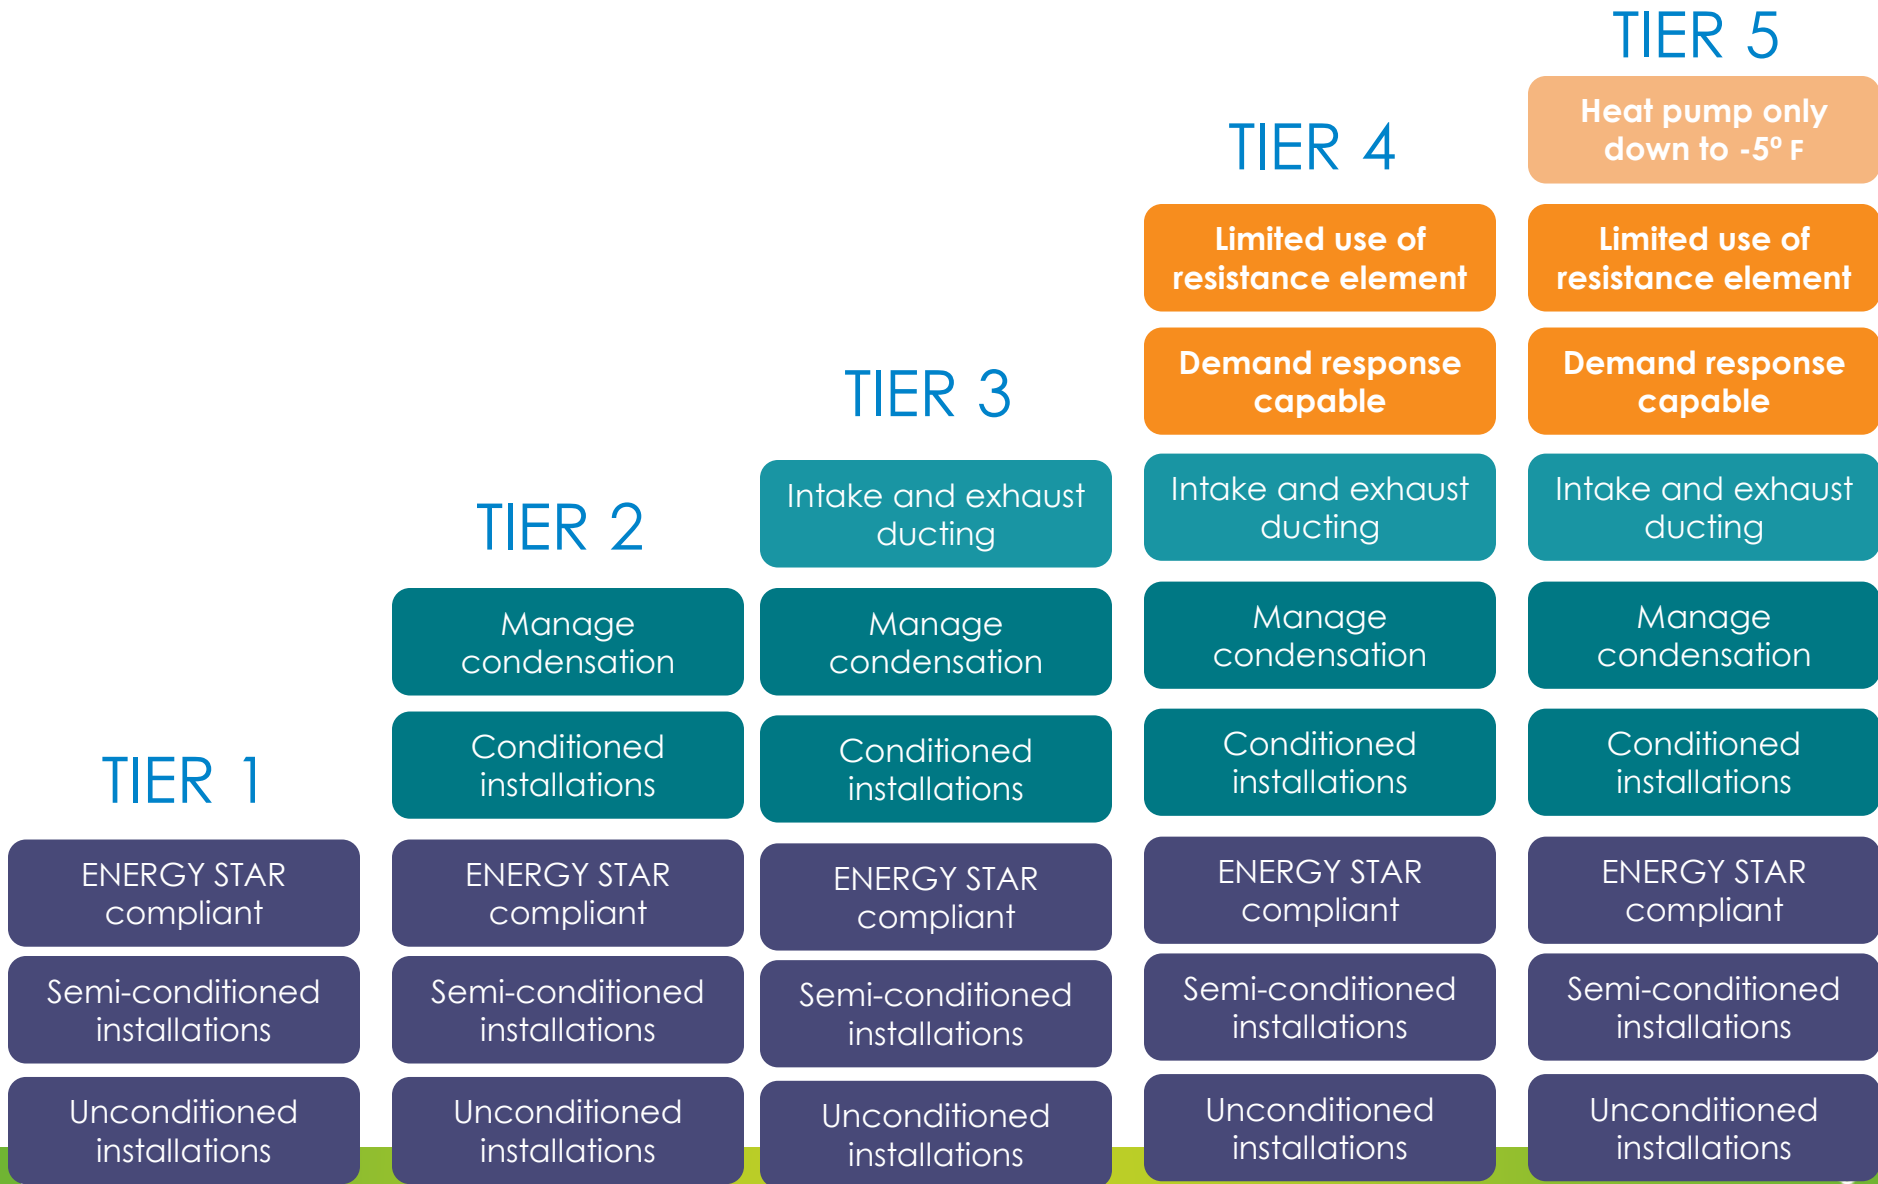 TIER 1
ENERGY STAR
compliant
Semi-conditioned
installations
Unconditioned
installations
TIER 2
Manage
condensation
Conditioned
installations
ENERGY STAR
compliant
Semi-conditioned
installations
Unconditioned
installations
TIER 3
Intake and exhaust
ducting
Manage
condensation
Conditioned
installations
ENERGY STAR
compliant
Semi-conditioned
installations
Unconditioned
installations
TIER 4
Limited use of
resistance element
Demand response
capable
Intake and exhaust
ducting
Manage
condensation
Conditioned
installations
ENERGY STAR
compliant
Semi-conditioned
installations
Unconditioned
installations
TIER 5
Heat pump only
down to -5º F
Limited use of
resistance element
Demand response
capable
Intake and exhaust
ducting
Manage
condensation
Conditioned
installations
ENERGY STAR
compliant
Semi-conditioned
installations
Unconditioned
installations